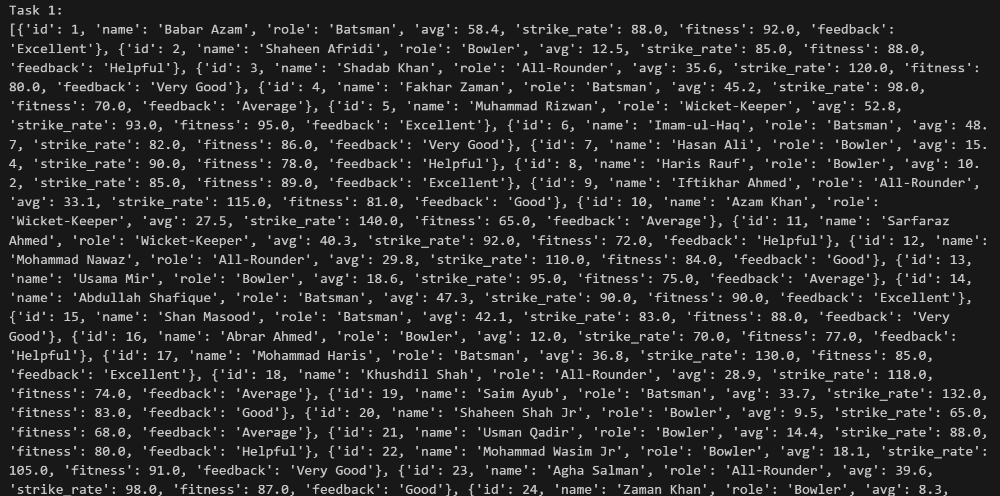 Task 1:
[{'id': 1, 'name': 'Babar Azam', 'role': 'Batsman', 'avg': 58.4, 'strike_rate': 88.0, 'fitness': 92.0, 'feedback':
'Excellent'}, {'id': 2, 'name': 'Shaheen Afridi', 'role': 'Bowler', 'avg': 12.5, 'strike_rate': 85.0, 'fitness': 88.0,
'feedback': 'Helpful'}, {'id': 3, 'name': 'Shadab Khan', 'role': 'All-Rounder', 'avg': 35.6, 'strike_rate': 120.0, 'fitness':
80.0, 'feedback': 'Very Good'}, {'id': 4, 'name': 'Fakhar Zaman', 'role': 'Batsman', 'avg': 45.2, 'strike_rate': 98.0,
'fitness': 70.0, 'feedback': 'Average'}, {'id': 5, 'name': 'Muhammad Rizwan', 'role': 'Wicket-Keeper', 'avg': 52.8,
'strike_rate': 93.0, 'fitness': 95.0, 'feedback': 'Excellent'}, {'id': 6, 'name': 'Imam-ul-Haq', 'role': 'Batsman', 'avg': 48.
7, 'strike_rate': 82.0, 'fitness': 86.0, 'feedback': 'Very Good'}, {'id': 7, 'name': 'Hasan Ali', 'role': 'Bowler', 'avg': 15.
4, 'strike_rate': 90.0, 'fitness': 78.0, 'feedback': 'Helpful'}, {'id': 8, 'name': 'Haris Rauf', 'role': 'Bowler', 'avg': 10.
2, 'strike_rate': 85.0, 'fitness': 89.0, 'feedback': 'Excellent'}, {'id': 9, 'name': 'Iftikhar Ahmed', 'role': 'All-Rounder',
'avg': 33.1, 'strike_rate': 115.0, 'fitness': 81.0, 'feedback': 'Good'}, {'id': 10, 'name': 'Azam Khan', 'role':
'Wicket-Keeper', 'avg': 27.5, 'strike_rate': 140.0, 'fitness': 65.0, 'feedback': 'Average'}, {'id': 11, 'name': 'Sarfaraz
Ahmed', 'role': 'Wicket-Keeper', 'avg': 40.3, 'strike_rate': 92.0, 'fitness': 72.0, 'feedback': 'Helpful'}, {'id': 12, 'name':
'Mohammad Nawaz', 'role': 'All-Rounder', 'avg': 29.8, 'strike_rate': 110.0, 'fitness': 84.0, 'feedback': 'Good'}, {'id': 13,
'name': 'Usama Mir', 'role': 'Bowler', 'avg': 18.6, 'strike_rate': 95.0, 'fitness': 75.0, 'feedback': 'Average'}, {'id': 14,
'name': 'Abdullah Shafique', 'role': 'Batsman', 'avg': 47.3, 'strike_rate': 90.0, 'fitness': 90.0, 'feedback': 'Excellent'},
{'id': 15, 'name': 'Shan Masood', 'role': 'Batsman', 'avg': 42.1, 'strike_rate': 83.0, 'fitness': 88.0, 'feedback': 'Very
Good'}, {'id': 16, 'name': 'Abrar Ahmed', 'role': 'Bowler', 'avg': 12.0, 'strike_rate': 70.0, 'fitness': 77.0, 'feedback':
'Helpful'}, {'id': 17, 'name': 'Mohammad Haris', 'role': 'Batsman', 'avg': 36.8, 'strike_rate': 130.0, 'fitness': 85.0,
'feedback': 'Excellent'}, {'id': 18, 'name': 'Khushdil Shah', 'role': 'All-Rounder', 'avg': 28.9, 'strike_rate': 118.0,
'fitness': 74.0, 'feedback': 'Average'}, {'id': 19, 'name': 'Saim Ayub', 'role': 'Batsman', 'avg': 33.7, 'strike_rate': 132.0,
'fitness': 83.0, 'feedback': 'Good'}, {'id': 20, 'name': 'Shaheen Shah Jr', 'role': 'Bowler', 'avg': 9.5, 'strike_rate': 65.0,
'fitness': 68.0, 'feedback': 'Average'}, {'id': 21, 'name': 'Usman Qadir', 'role': 'Bowler', 'avg': 14.4, 'strike_rate': 88.0,
'fitness': 80.0, 'feedback': 'Helpful'}, {'id': 22, 'name': 'Mohammad Wasim Jr', 'role': 'Bowler', 'avg': 18.1, 'strike_rate':
105.0, 'fitness': 91.0, 'feedback': 'Very Good'}, {'id': 23, 'name': 'Agha Salman', 'role': 'All-Rounder', 'avg': 39.6,
'strike_rate': 98.0, 'fitness': 87.0, 'feedback': 'Good'}, {'id': 24, 'name': 'Zaman Khan', 'role': 'Bowler', 'avg': 8.3,